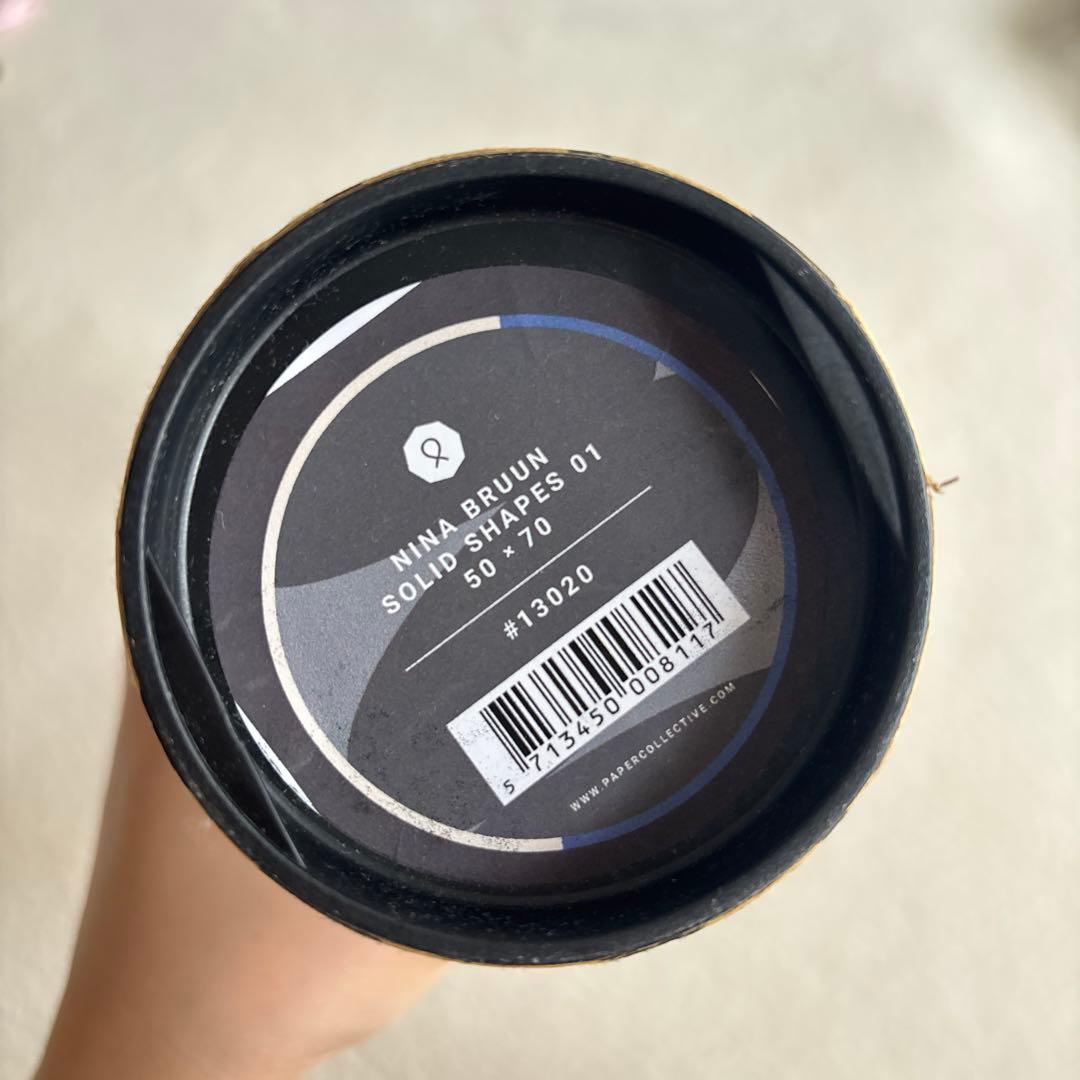 NINA BRUUN
SOLID SHAPES 01
50 × 70
#13020
5 713450 008117
WWW.PAPERCOLLECTIVE.COM